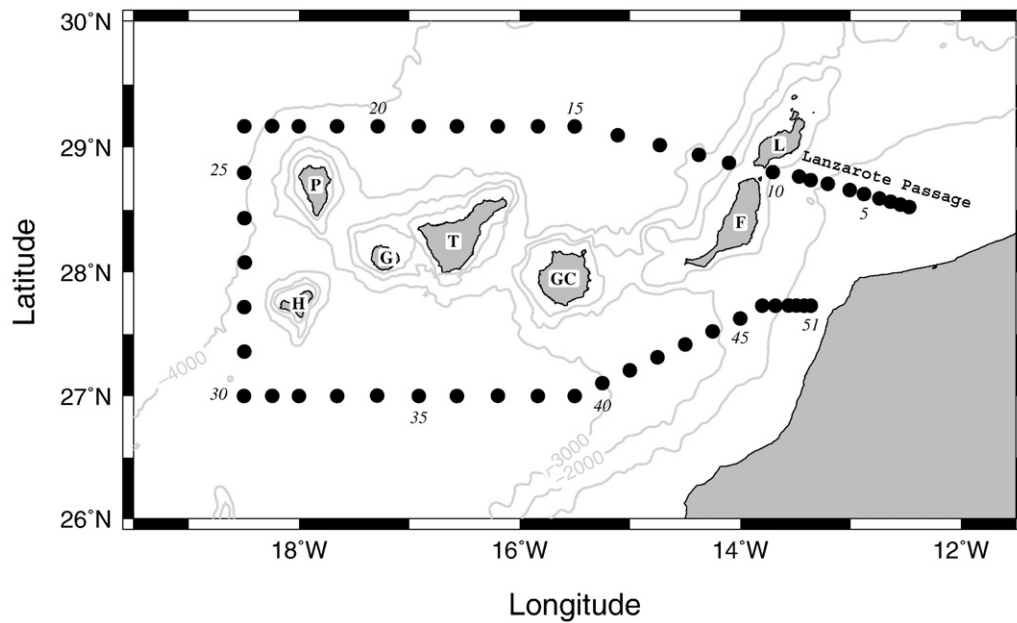 30˚N
29˚N
28˚N
27˚N
26˚N
Latitude
20
15
25
L
Lanzarote Passage
10
5
P
F
T
G
GC
H
51
45
−4000
30
35
40
−3000
−2000
18˚W
16˚W
14˚W
12˚W
Longitude